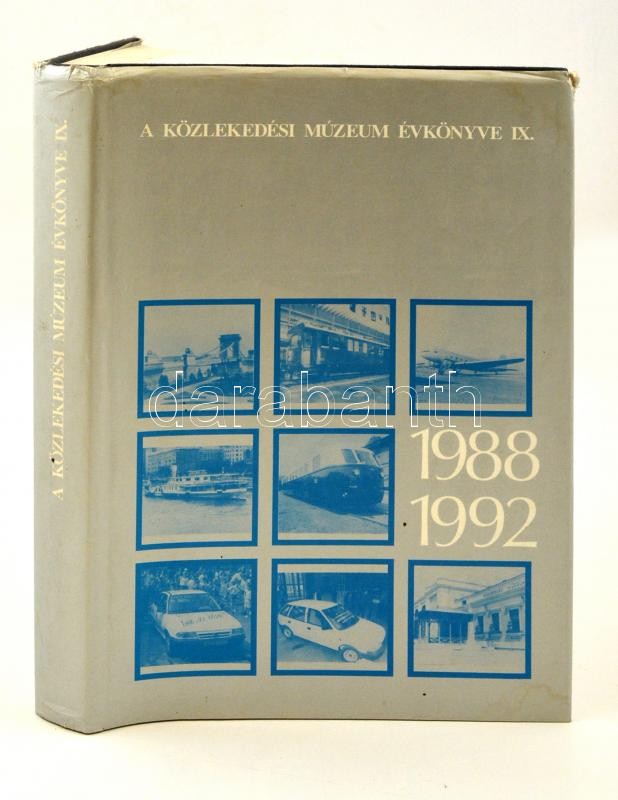 A KÖZLEKEDÉSI MÚZEUM ÉVKÖNYVE IX.
A KÖZLEKEDÉSI MÚZEUM ÉVKÖNYVE IX.
darabanth
1988
1992